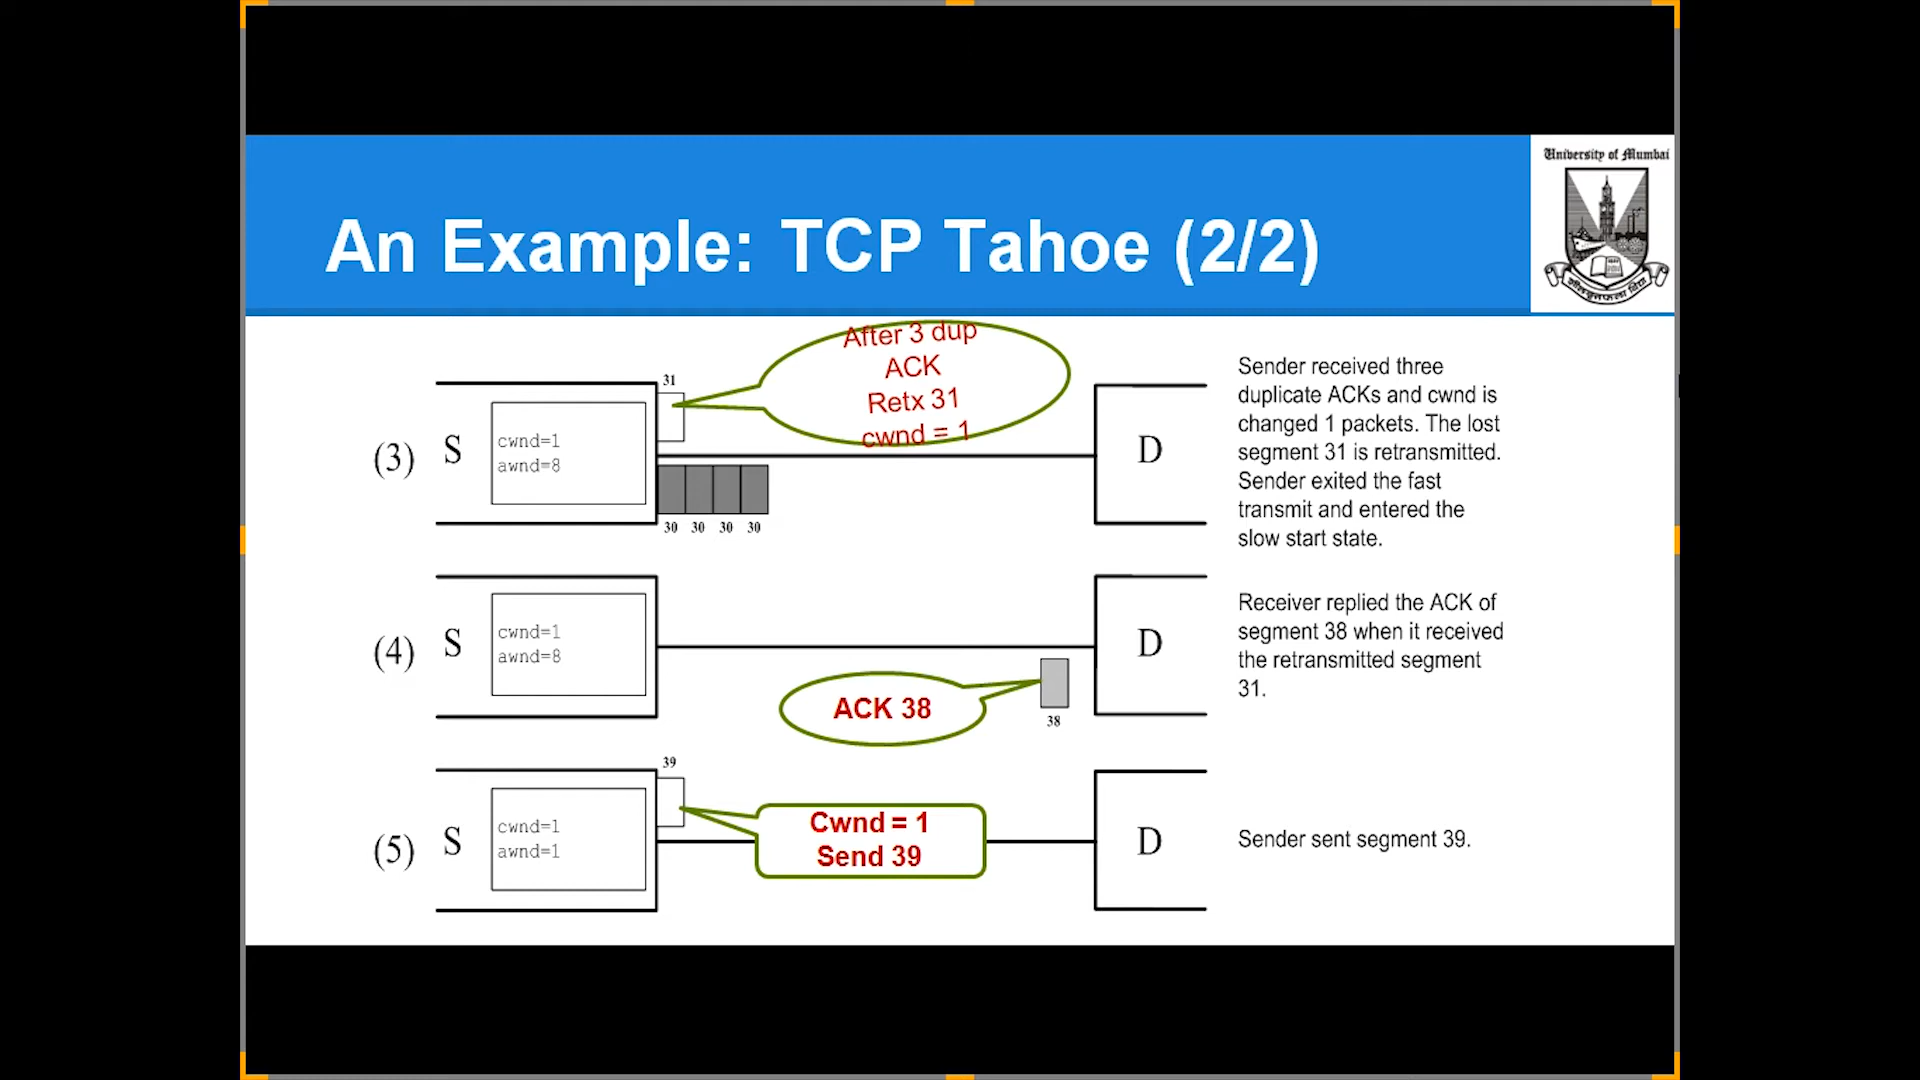 University of Mumbai
An Example: TCP Tahoe (2/2)
After 3 dup
ACK
Retx 31
cwnd = 1
31
(3)
S
cwnd=1
awnd=8
D
30 30 30 30
Sender received three
duplicate ACKs and cwnd is
changed 1 packets. The lost
segment 31 is retransmitted.
Sender exited the fast
transmit and entered the
slow start state.
(4)
S
cwnd=1
awnd=8
D
ACK 38
38
Receiver replied the ACK of
segment 38 when it received
the retransmitted segment
31.
39
(5)
S
cwnd=1
awnd=1
Cwnd = 1
Send 39
D
Sender sent segment 39.